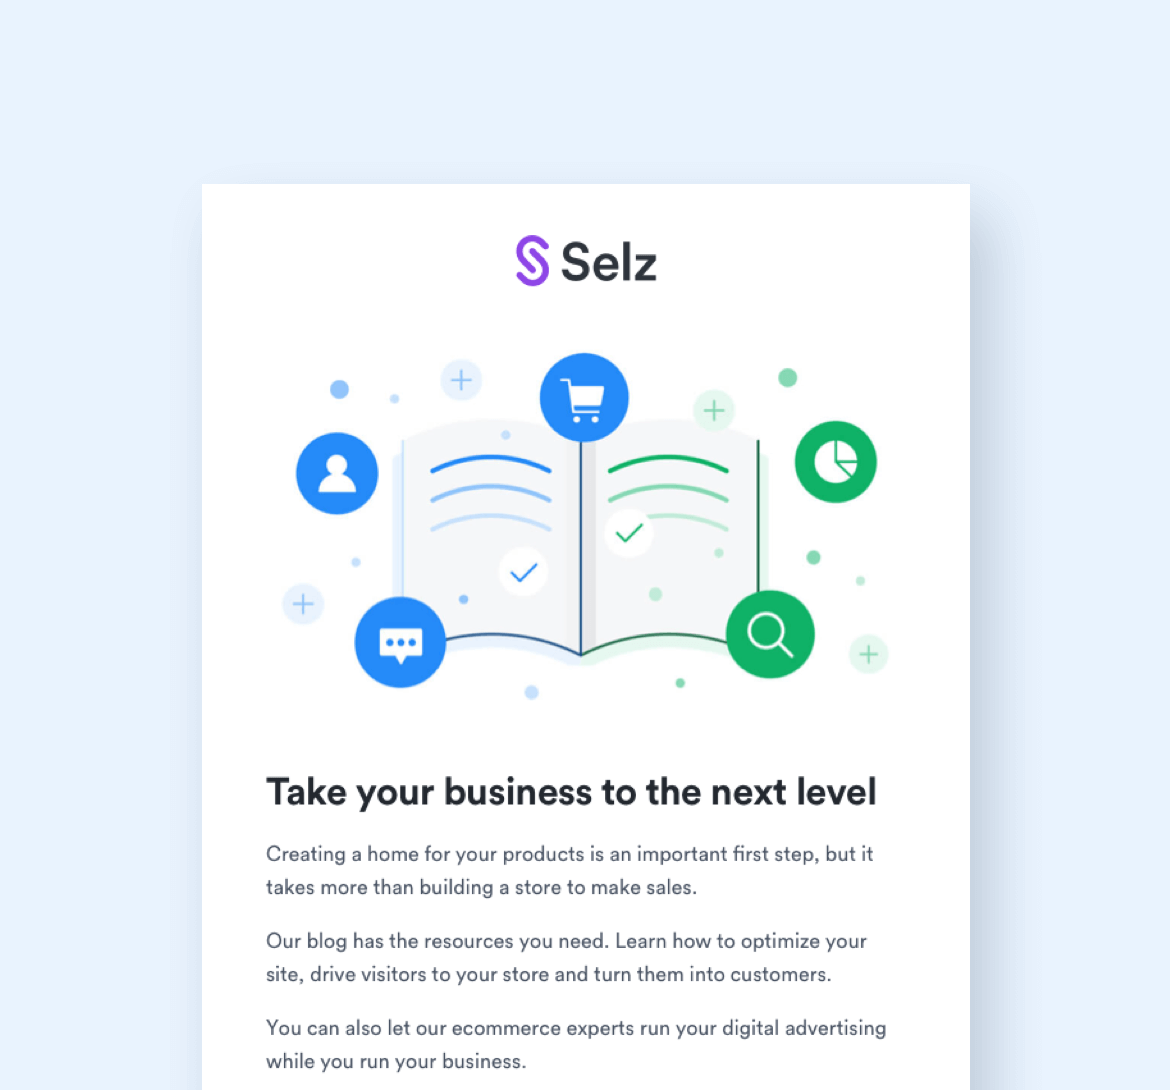 Selz
Take your business to the next level
Creating a home for your products is an important first step, but it
takes more than building a store to make sales.
Our blog has the resources you need. Learn how to optimize your
site, drive visitors to your store and turn them into customers.
You can also let our ecommerce experts run your digital advertising
while you run your business.